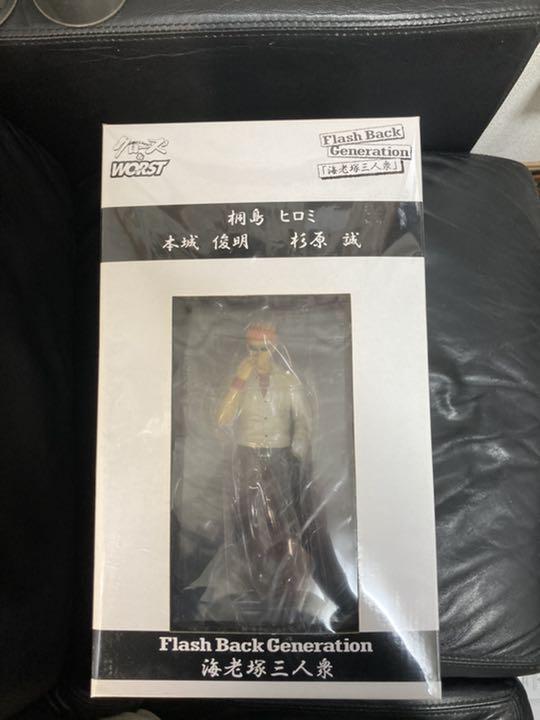 クローズ
&
WORST
Flash Back
Generation
「海老塚三人衆」
桐島 ヒロミ
本城 俊明 杉原 誠
Flash Back Generation
海老塚三人衆